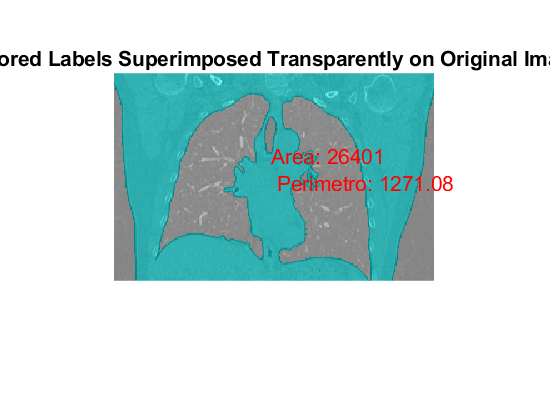 ored Labels Superimposed Transparently on Original Ima
Area: 26401
Perimetro: 1271.08